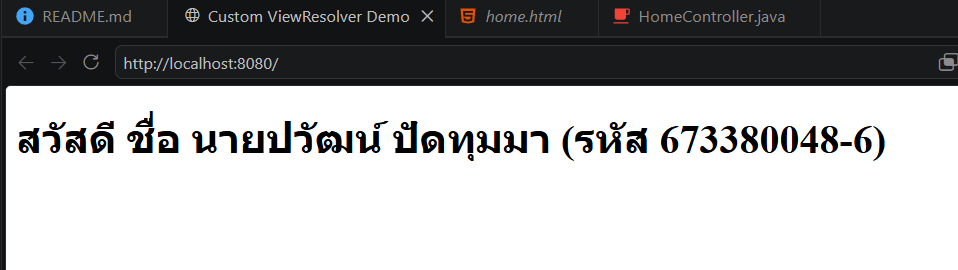 README.md
Custom ViewResolver Demo
home.html
HomeController.java
http://localhost:8080/
สวัสดี ชื่อ นายปวัฒน์ ปัดทุมมา (รหัส 673380048-6)